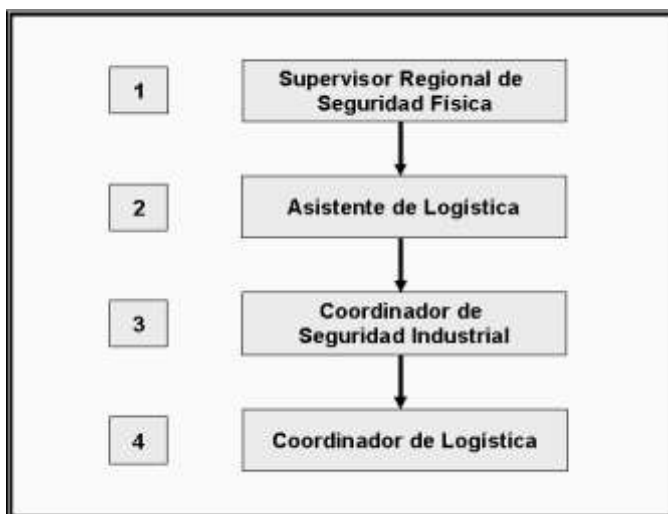 1
Supervisor Regional de
Seguridad Física
2
Asistente de Logística
3
Coordinador de
Seguridad Industrial
4
Coordinador de Logística